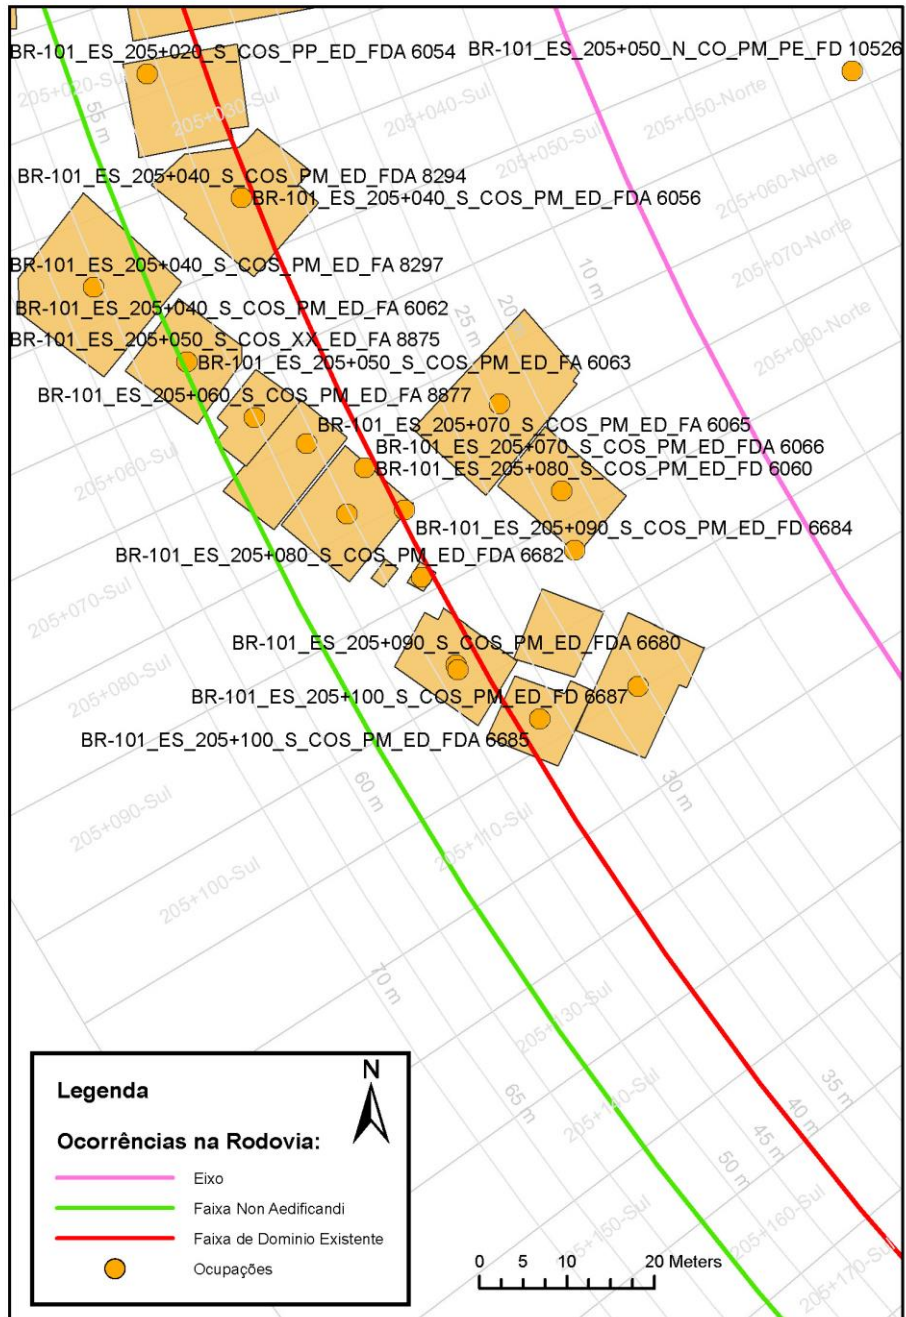 BR-101_ES_205+020_S_COS_PP_ED_FDA 6054
BR-101_ES_205+050_N_CO_PM_PE_FD 10526
205+020-Sul
55 m
205+030-Sul
205+040-Sul
205+050-Norte
205+050-Sul
BR-101_ES_205+040_S_COS_PM_ED_FDA 8294
BR-101_ES_205+040_S_COS_PM_ED_FDA 6056
205+060-Norte
205+070-Norte
BR-101_ES_205+040_S_COS_PM_ED_FA 8297
10 m
BR-101_ES_205+040_S_COS_PM_ED_FA 6062
20 m
25 m
205+080-Norte
BR-101_ES_205+050_S_COS_XX_ED_FA 8875
BR-101_ES_205+050_S_COS_PM_ED_FA 6063
BR-101_ES_205+060_S_COS_PM_ED_FA 8877
BR-101_ES_205+070_S_COS_PM_ED_FA 6065
BR-101_ES_205+070_S_COS_PM_ED_FDA 6066
205+060-Sul
BR-101_ES_205+080_S_COS_PM_ED_FD 6060
BR-101_ES_205+090_S_COS_PM_ED_FD 6684
BR-101_ES_205+080_S_COS_PM_ED_FDA 6682
205+070-Sul
BR-101_ES_205+090_S_COS_PM_ED_FDA 6680
205+080-Sul
BR-101_ES_205+100_S_COS_PM_ED_FD 6687
BR-101_ES_205+100_S_COS_PM_ED_FDA 6685
60 m
30 m
205+090-Sul
205+110-Sul
205+100-Sul
70 m
205+130-Sul
65 m
35 m
40 m
45 m
50 m
205+140-Sul
205+160-Sul
205+170-Sul
N
Legenda
Ocorrências na Rodovia:
Eixo
Faixa Non Aedificandi
Faixa de Dominio Existente
Ocupações
0 5 10 20 Meters